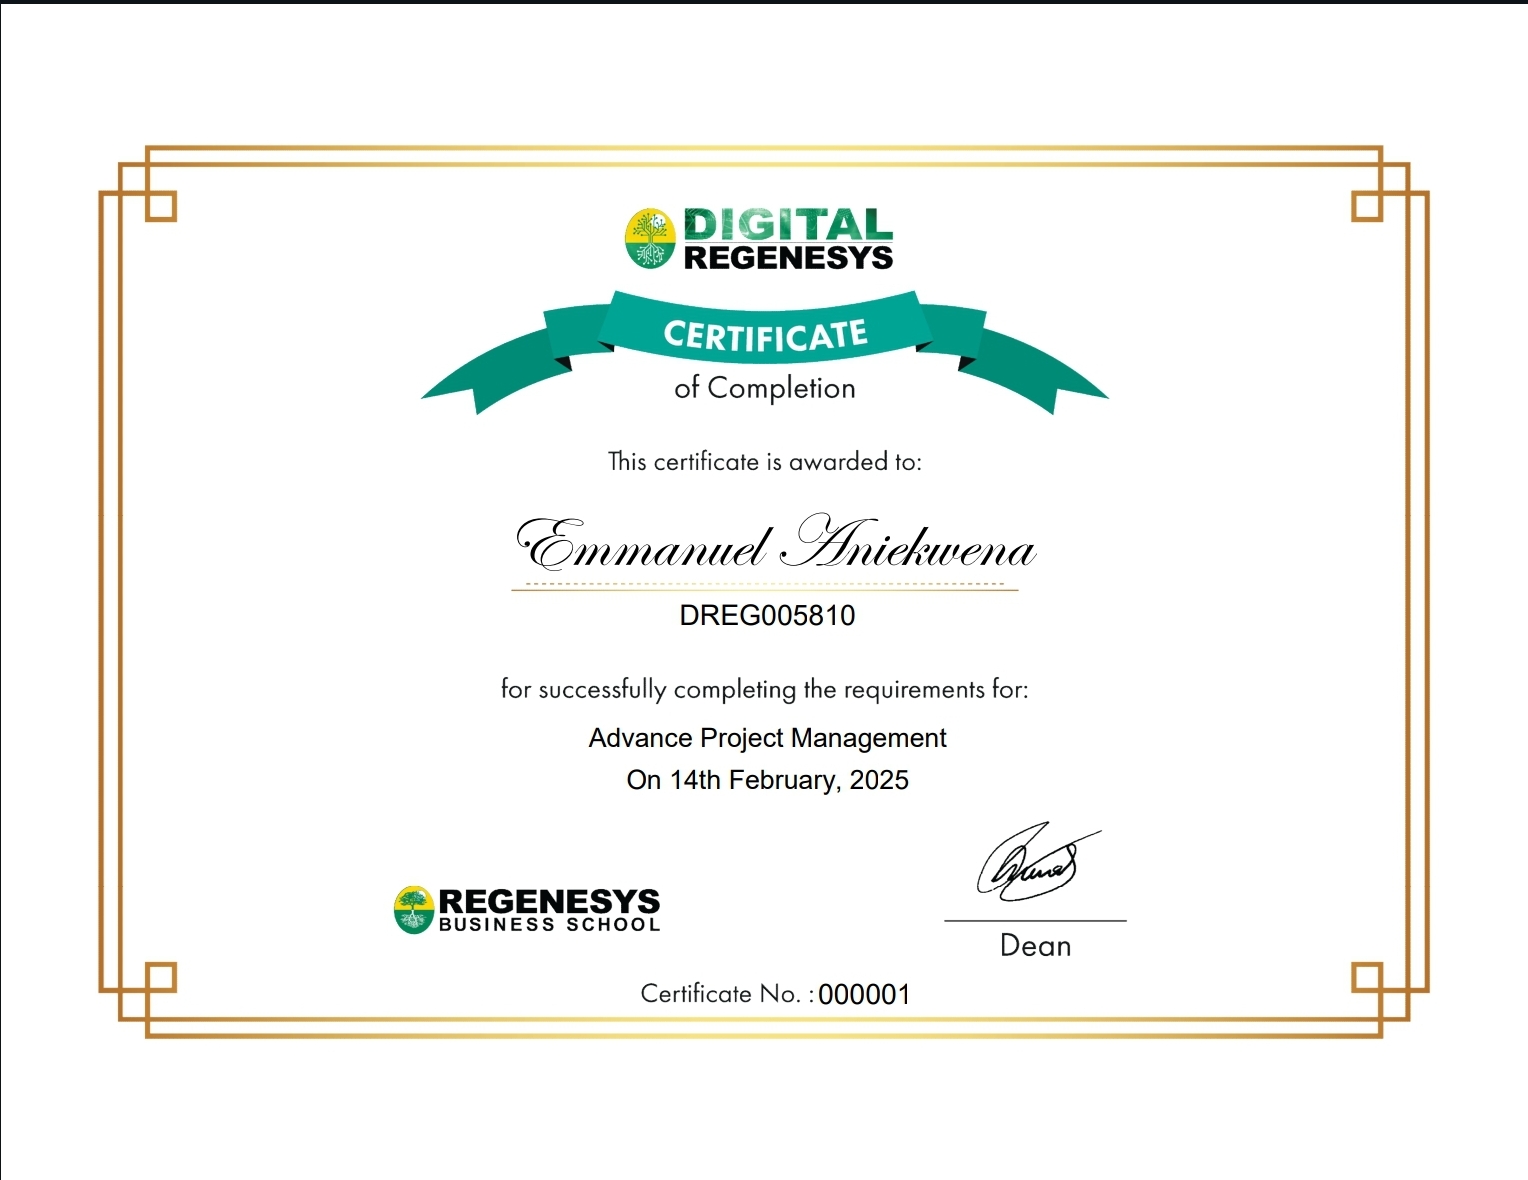 DIGITAL
REGENESYS
CERTIFICATE
of Completion
This certificate is awarded to:
Emmanuel Aniekwena
DREG005810
for successfully completing the requirements for:
Advance Project Management
On 14th February, 2025
REGENESYS
BUSINESS SCHOOL
Dean
Certificate No. : 000001